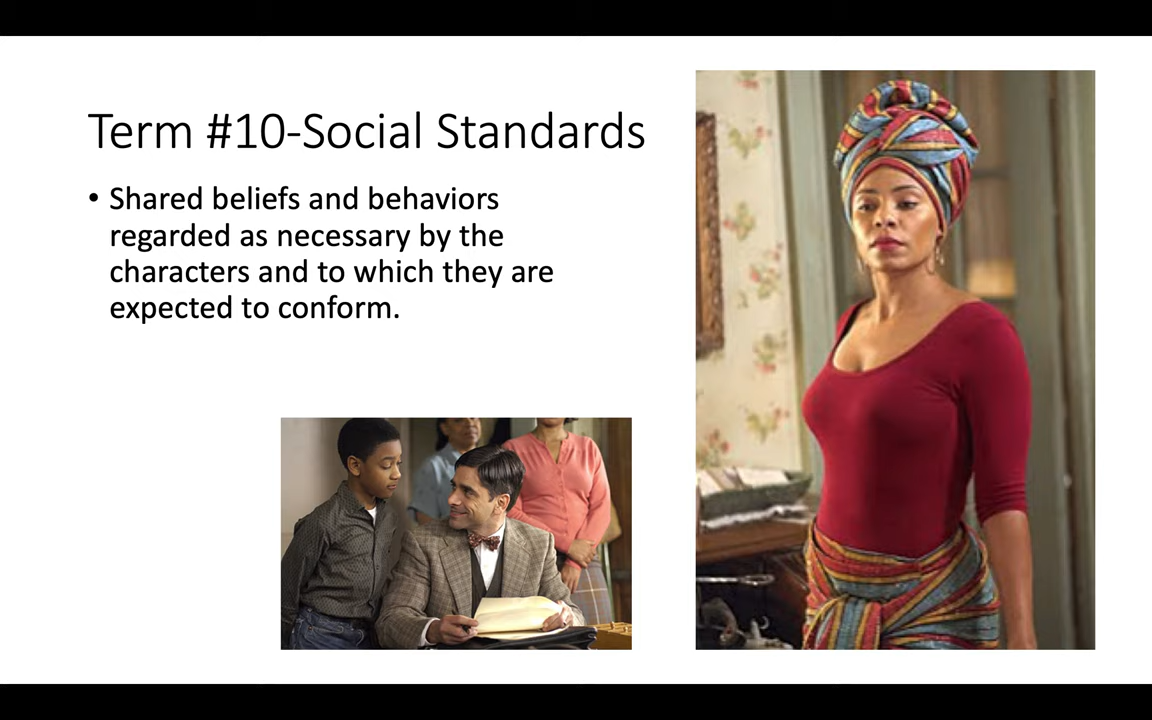 Term #10-Social Standards
• Shared beliefs and behaviors
regarded as necessary by the
characters and to which they are
expected to conform.